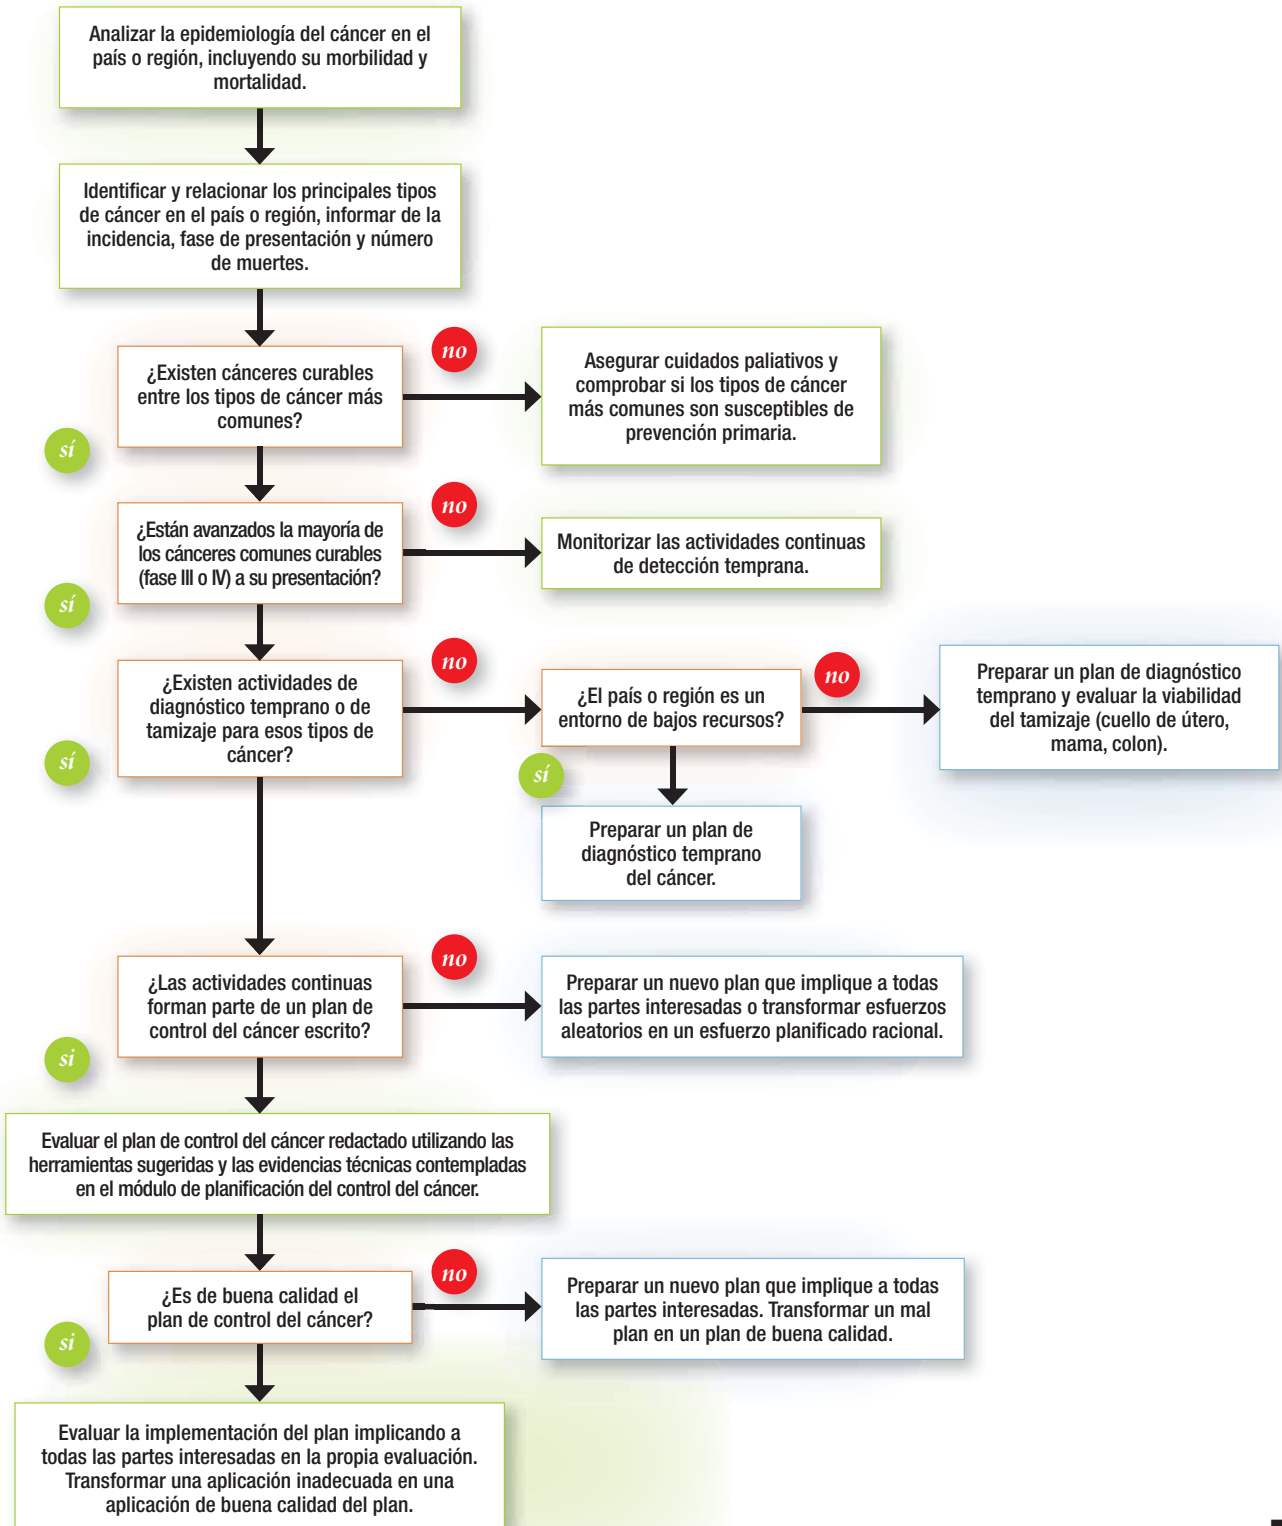 Analizar la epidemiología del cáncer en el
país o región, incluyendo su morbilidad y
mortalidad.
Identificar y relacionar los principales tipos
de cáncer en el país o región, informar de la
incidencia, fase de presentación y número
de muertes.
¿Existen cánceres curables
entre los tipos de cáncer más
comunes?
no
Asegurar cuidados paliativos y
comprobar si los tipos de cáncer
más comunes son susceptibles de
prevención primaria.
sí
¿Están avanzados la mayoría de
los cánceres comunes curables
(fase III o IV) a su presentación?
no
Monitorizar las actividades continuas
de detección temprana.
sí
¿Existen actividades de
diagnóstico temprano o de
tamizaje para esos tipos de
cáncer?
no
¿El país o región es un
entorno de bajos recursos?
no
Preparar un plan de diagnóstico
temprano y evaluar la viabilidad
del tamizaje (cuello de útero,
mama, colon).
sí
sí
Preparar un plan de
diagnóstico temprano
del cáncer.
¿Las actividades continuas
forman parte de un plan de
control del cáncer escrito?
no
Preparar un nuevo plan que implique a todas
las partes interesadas o transformar esfuerzos
aleatorios en un esfuerzo planificado racional.
si
Evaluar el plan de control del cáncer redactado utilizando las
herramientas sugeridas y las evidencias técnicas contempladas
en el módulo de planificación del control del cáncer.
¿Es de buena calidad el
plan de control del cáncer?
no
Preparar un nuevo plan que implique a todas
las partes interesadas. Transformar un mal
plan en un plan de buena calidad.
si
Evaluar la implementación del plan implicando a
todas las partes interesadas en la propia evaluación.
Transformar una aplicación inadecuada en una
aplicación de buena calidad del plan.